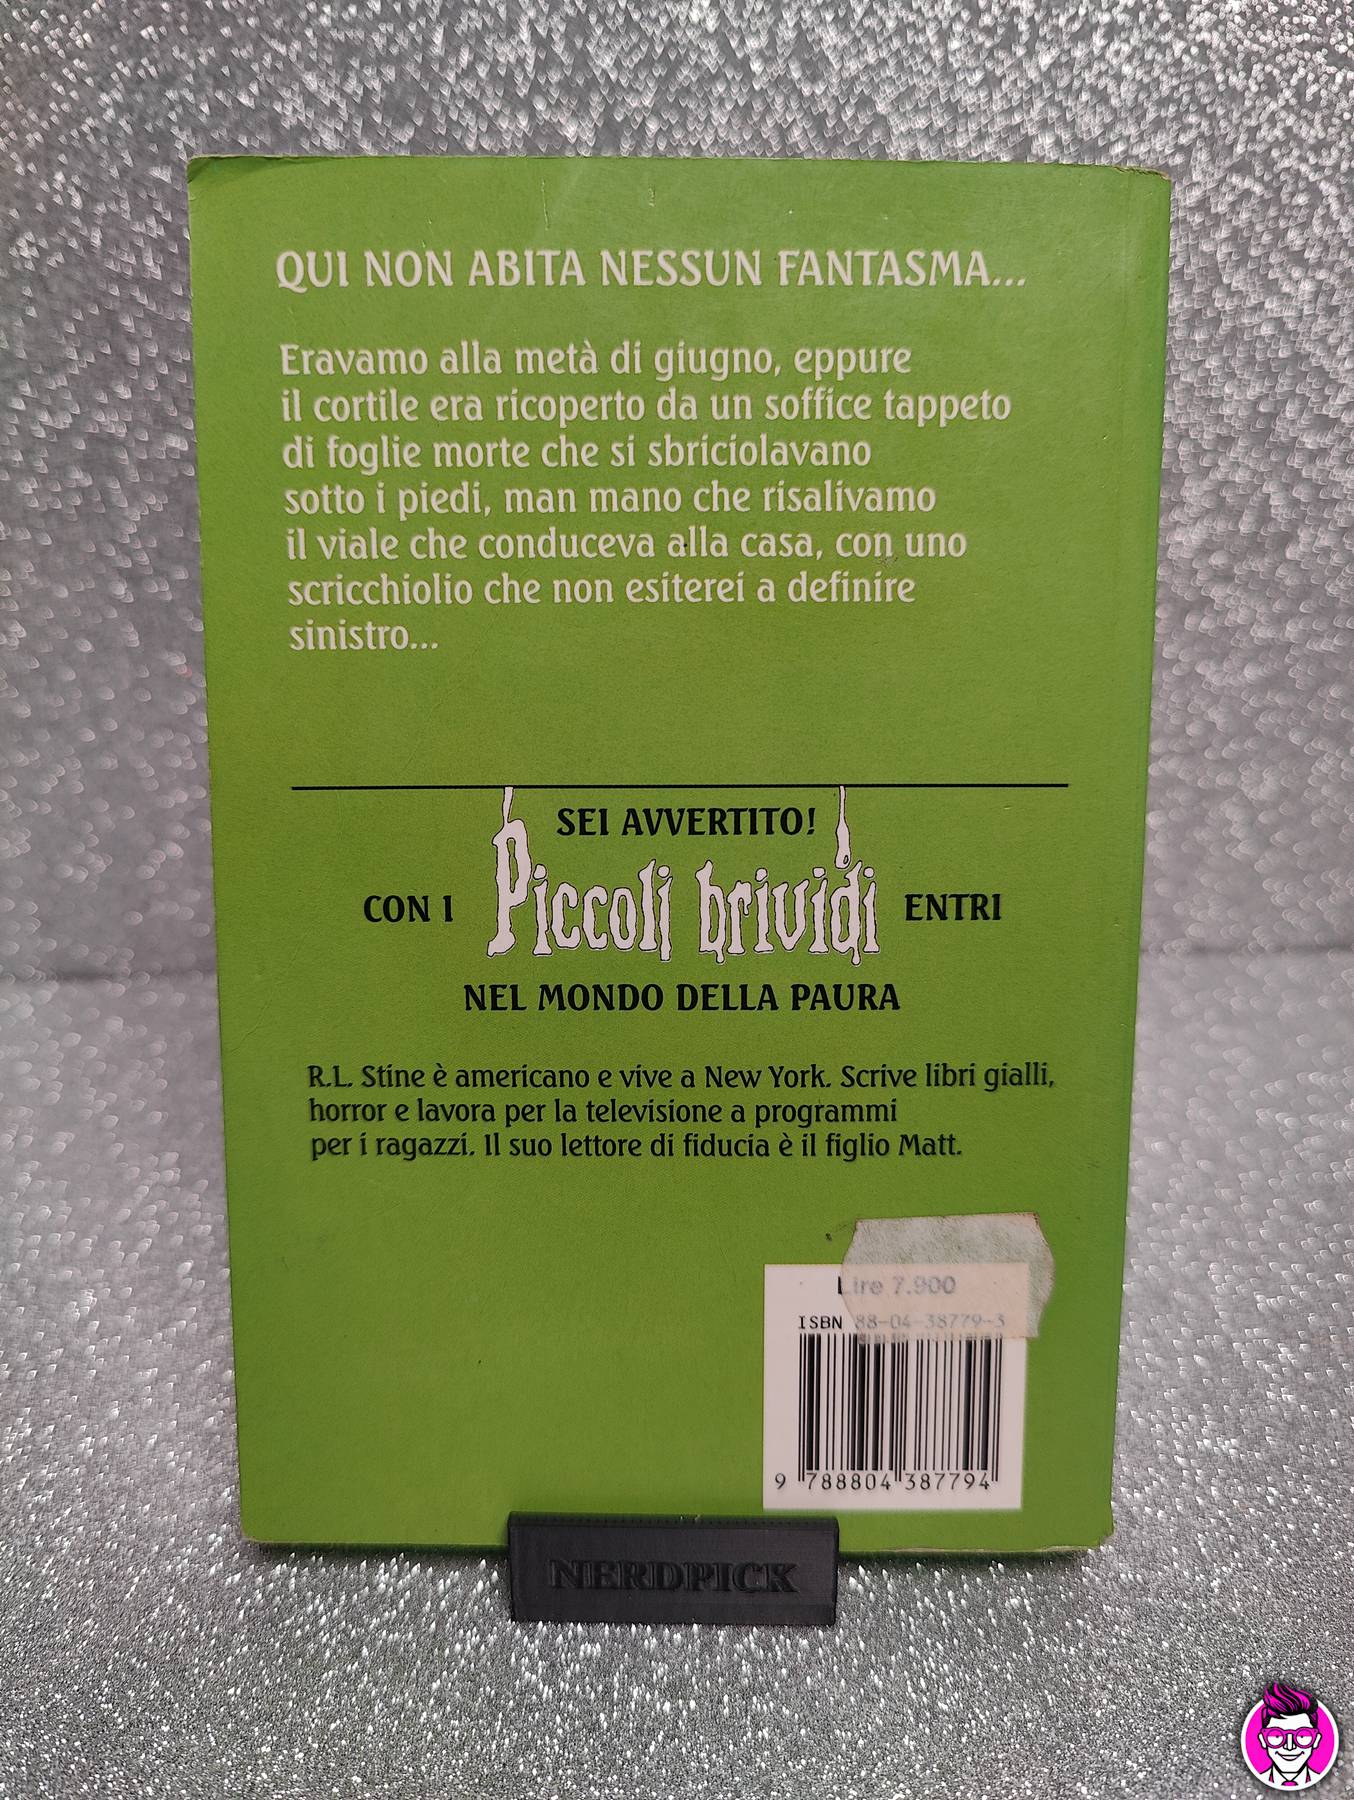 QUI NON ABITA NESSUN FANTASMA...
Eravamo alla metà di giugno, eppure
il cortile era ricoperto da un soffice tappeto
di foglie morte che si sbriciolavano
sotto i piedi, man mano che risalivamo
il viale che conduceva alla casa, con uno
scricchiolio che non esiterei a definire
sinistro...
SEI AVVERTITO!
CON I Piccoli brividi ENTRI
NEL MONDO DELLA PAURA
R.L. Stine è americano e vive a New York. Scrive libri gialli,
horror e lavora per la televisione a programmi
per i ragazzi. Il suo lettore di fiducia è il figlio Matt.
Lire 7.900
ISBN 88-04-38779-3
9 788804 387794
NERDPICK